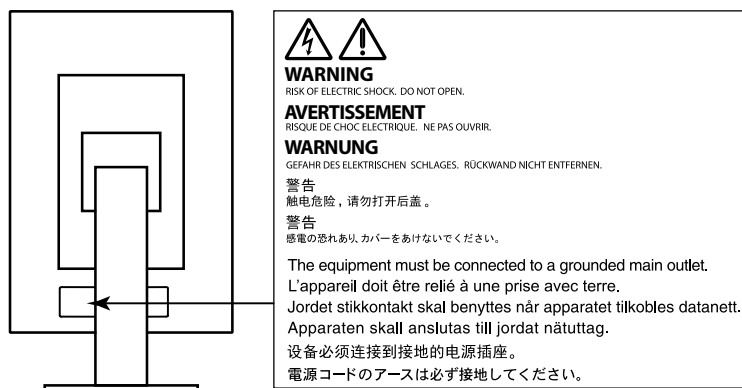 WARNING
RISK OF ELECTRIC SHOCK. DO NOT OPEN.
AVERTISSEMENT
RISQUE DE CHOC ELECTRIQUE. NE PAS OUVRIR.
WARNUNG
GEFAHR DES ELEKTRISCHEN SCHLAGES. RÜCKWAND NICHT ENTFERNEN.
警告
触电危险，请勿打开后盖。
警告
感電の恐れあり、カバーをあけないでください。
The equipment must be connected to a grounded main outlet.
L'appareil doit être relié à une prise avec terre.
Jordet stikkontakt skal benyttes når apparatet tilkobles datanett.
Apparaten skall anslutas till jordat nätuttag.
设备必须连接到接地的电源插座。
電源コードのアースは必ず接地してください。